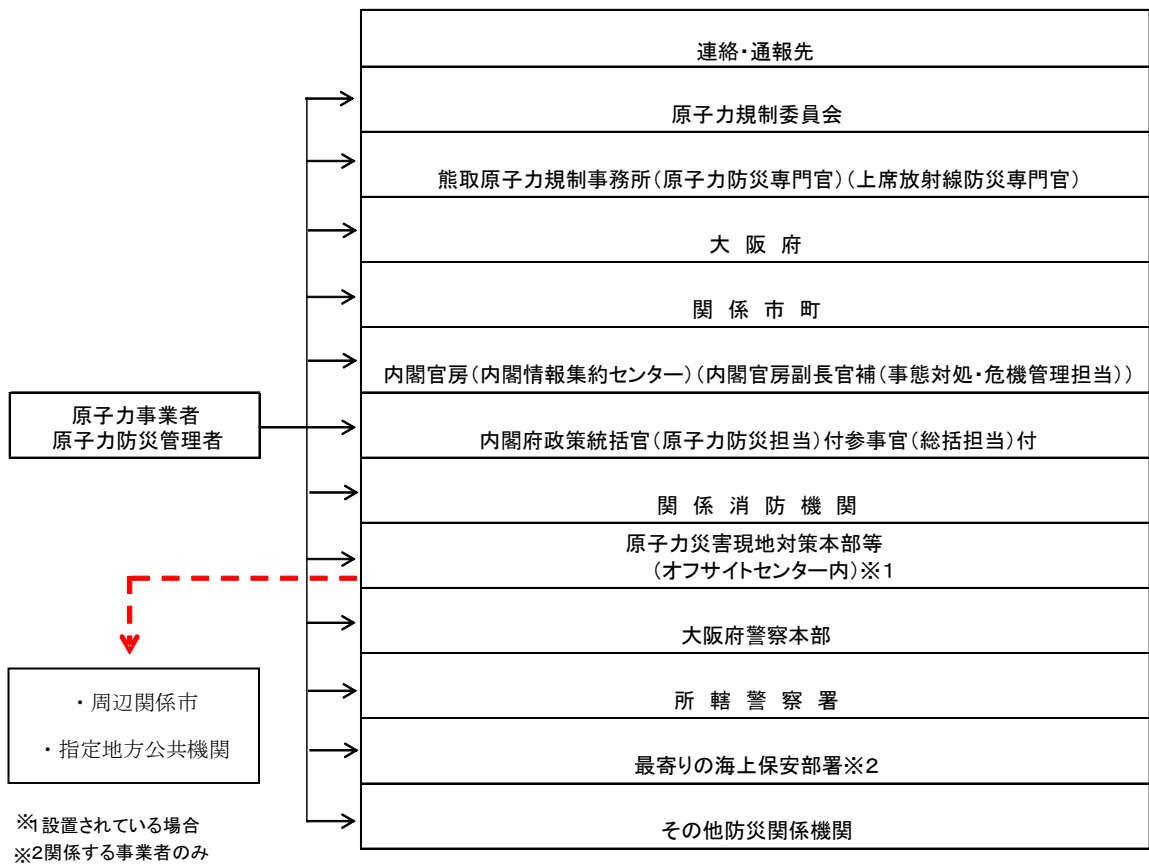 連絡・通報先
原子力規制委員会
熊取原子力規制事務所(原子力防災専門官)(上席放射線防災専門官)
大 阪 府
関 係 市 町
内閣官房(内閣情報集約センター)(内閣官房副長官補(事態対処・危機管理担当))
原子力事業者
原子力防災管理者
内閣府政策統括官(原子力防災担当)付参事官(総括担当)付
関 係 消 防 機 関
原子力災害現地対策本部等
(オフサイトセンター内)※1
大阪府警察本部
・周辺関係市
・指定地方公共機関
所 轄 警 察 署
最寄りの海上保安部署※2
その他防災関係機関
※1設置されている場合
※2関係する事業者のみ